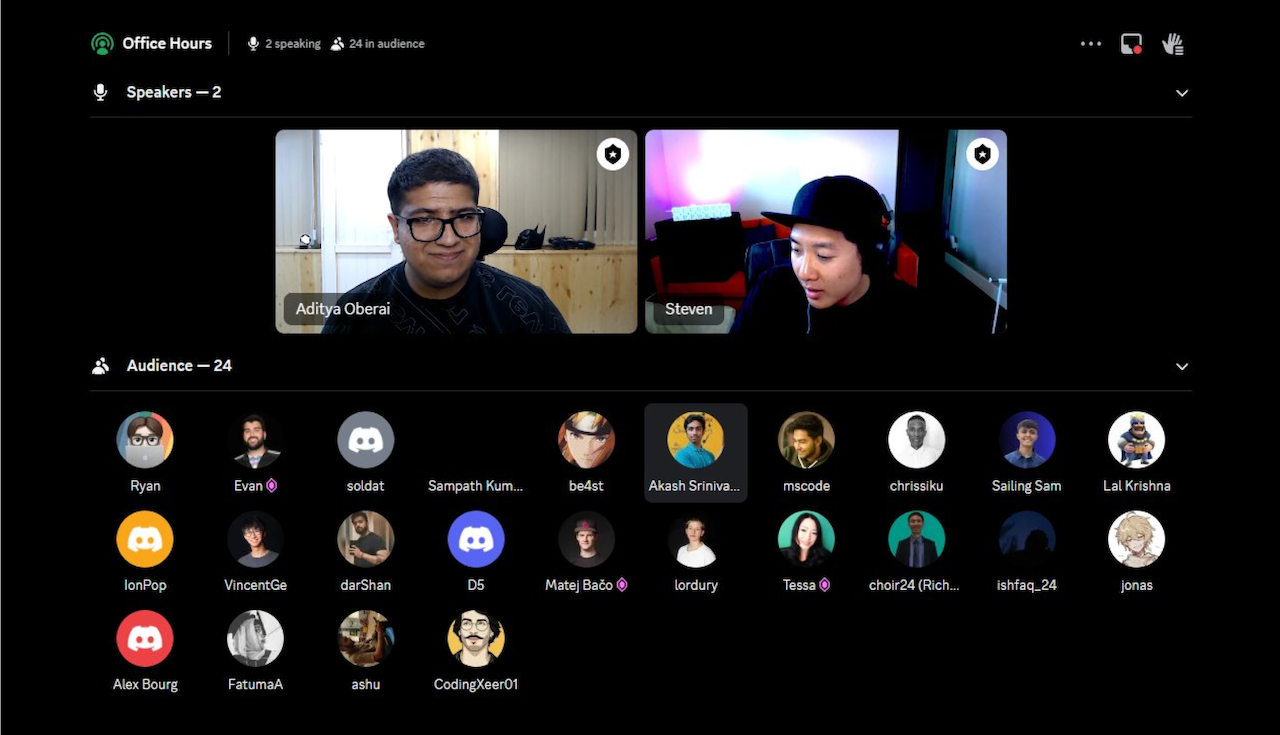 Office Hours 2 speaking 24 in audience
Speakers — 2
Aditya Oberai
Steven
Audience — 24
Ryan Evan soldat Sampath Kum... be4st Akash Sriniva... mscode chrissiku Sailing Sam Lal Krishna
IonPop VincentGe darShan D5 Matej Bačo lordury Tessa choir24 (Rich... ishfaq_24 jonas
Alex Bourg FatumaA ashu CodingXeer01